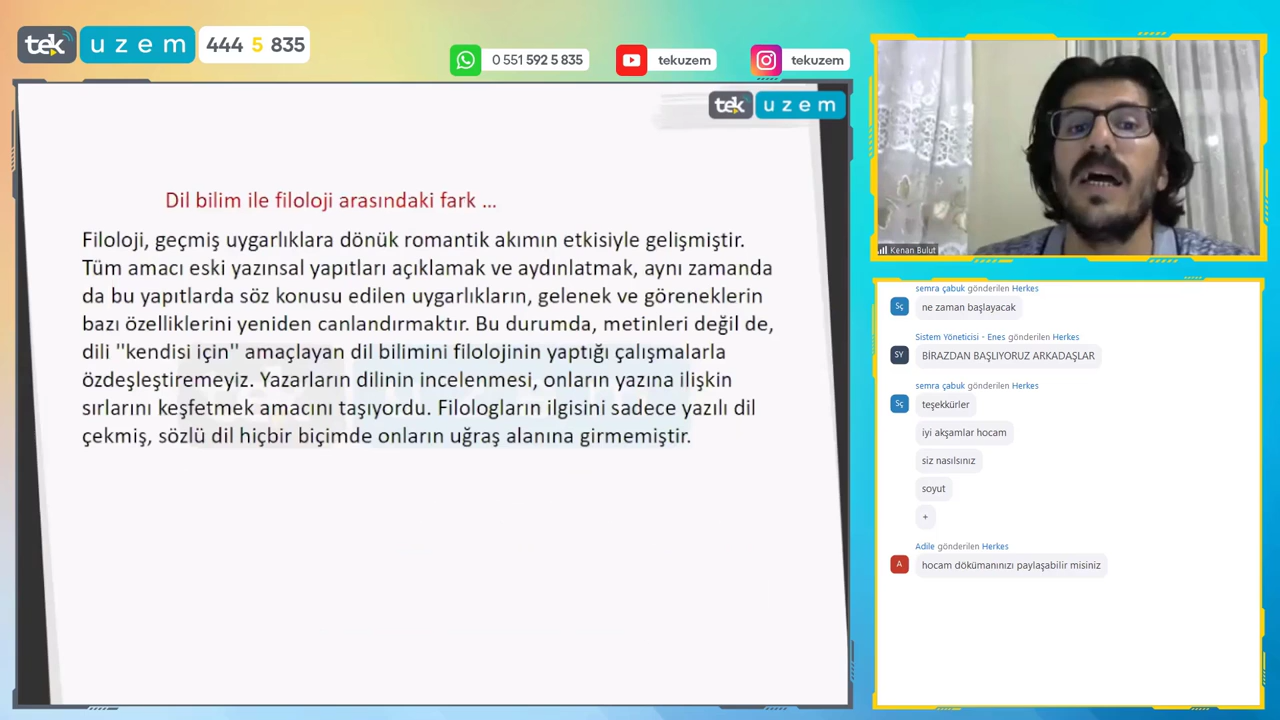 tek uzem 444 5 835
0 551 592 5 835
tekuzem
tekuzem
tek uzem
Dil bilim ile filoloji arasındaki fark ...
Filoloji, geçmiş uygarlıklara dönük romantik akımın etkisiyle gelişmiştir.
Tüm amacı eski yazınsal yapıtları açıklamak ve aydınlatmak, aynı zamanda
da bu yapıtlarda söz konusu edilen uygarlıkların, gelenek ve göreneklerin
bazı özelliklerini yeniden canlandırmaktır. Bu durumda, metinleri değil de,
dili ''kendisi için'' amaçlayan dil bilimini filolojinin yaptığı çalışmalarla
özdeşleştiremeyiz. Yazarların dilinin incelenmesi, onların yazına ilişkin
sırlarını keşfetmek amacını taşıyordu. Filologların ilgisini sadece yazılı dil
çekmiş, sözlü dil hiçbir biçimde onların uğraş alanına girmemiştir.
Kenan Bulut
semra çabuk gönderilen Herkes
Sç ne zaman başlayacak
Sistem Yöneticisi - Enes gönderilen Herkes
SY BİRAZDAN BAŞLIYORUZ ARKADAŞLAR
semra çabuk gönderilen Herkes
Sç teşekkürler
iyi akşamlar hocam
siz nasılsınız
soyut
+
Adile gönderilen Herkes
A hocam dökümanınızı paylaşabilir misiniz